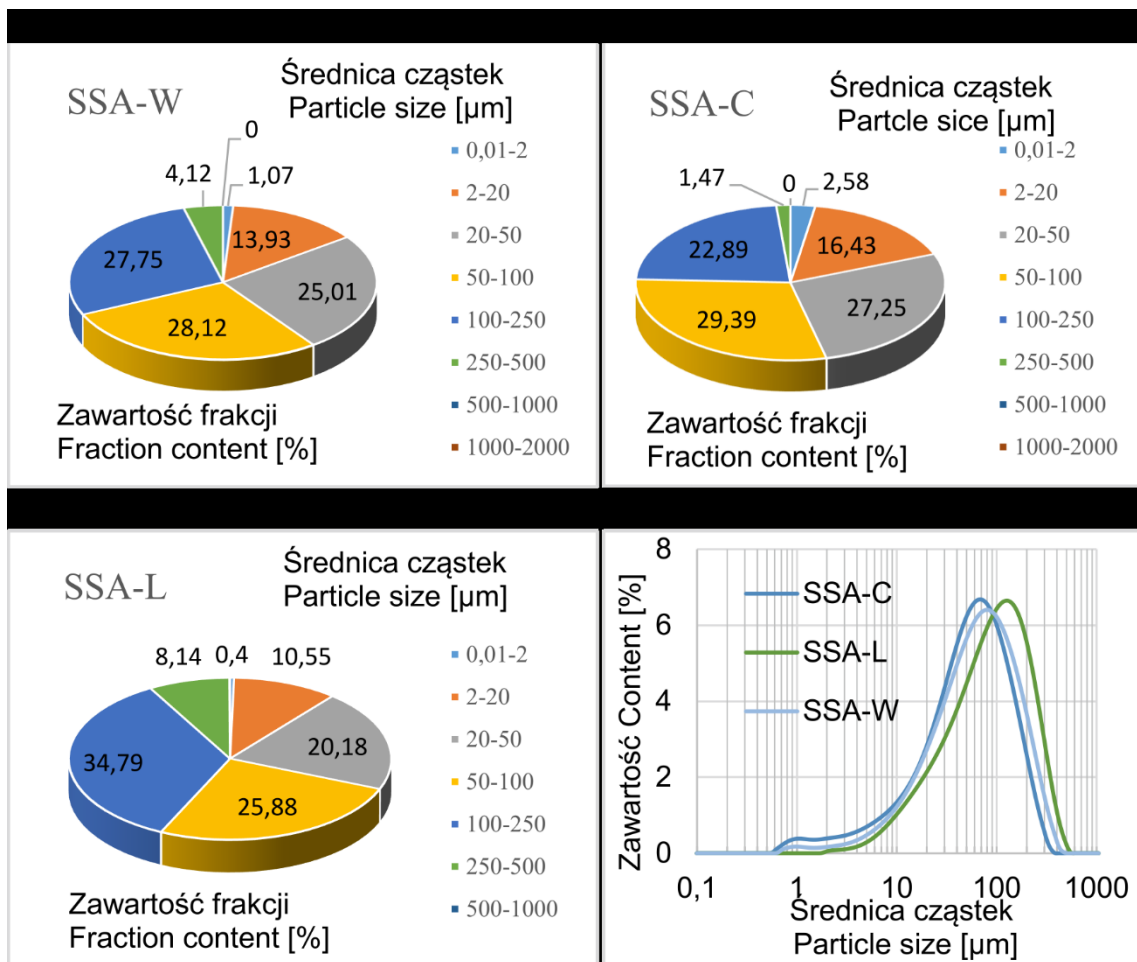 SSA-W
Średnica cząstek
Particle size [µm]
0
4,12
1,07
13,93
27,75
25,01
28,12
0,01-2
2-20
20-50
50-100
100-250
250-500
500-1000
1000-2000
Zawartość frakcji
Fraction content [%]
SSA-C
Średnica cząstek
Partcle sice [µm]
1,47
0
2,58
16,43
22,89
27,25
29,39
0,01-2
2-20
20-50
50-100
100-250
250-500
500-1000
1000-2000
Zawartość frakcji
Fraction content [%]
SSA-L
Średnica cząstek
Particle size [µm]
8,14
0,4
10,55
20,18
34,79
25,88
0,01-2
2-20
20-50
50-100
100-250
250-500
500-1000
Zawartość frakcji
Fraction content [%]
Zawartość Content [%]
8
6
4
2
0
SSA-C
SSA-L
SSA-W
0,1
1
10
100
1000
Średnica cząstek
Particle size [µm]